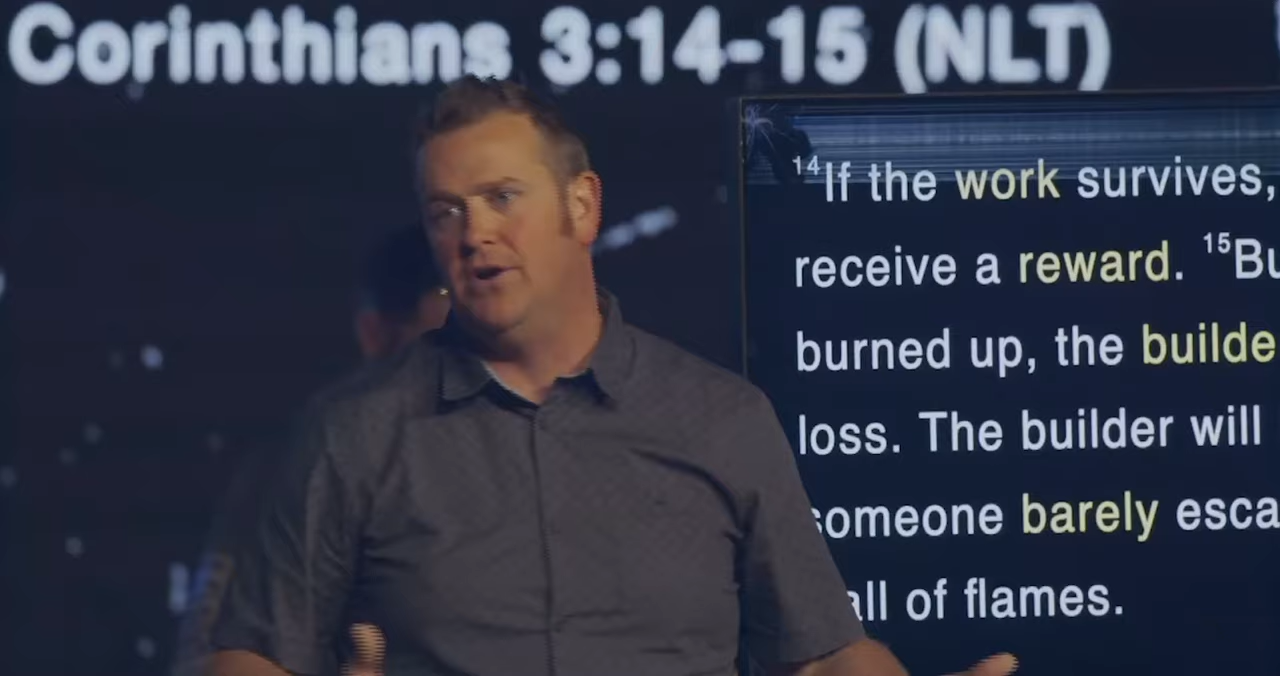 Corinthians 3:14-15 (NLT)
14If the work survives,
receive a reward. 15Bu
burned up, the builde
loss. The builder will
someone barely esca
all of flames.